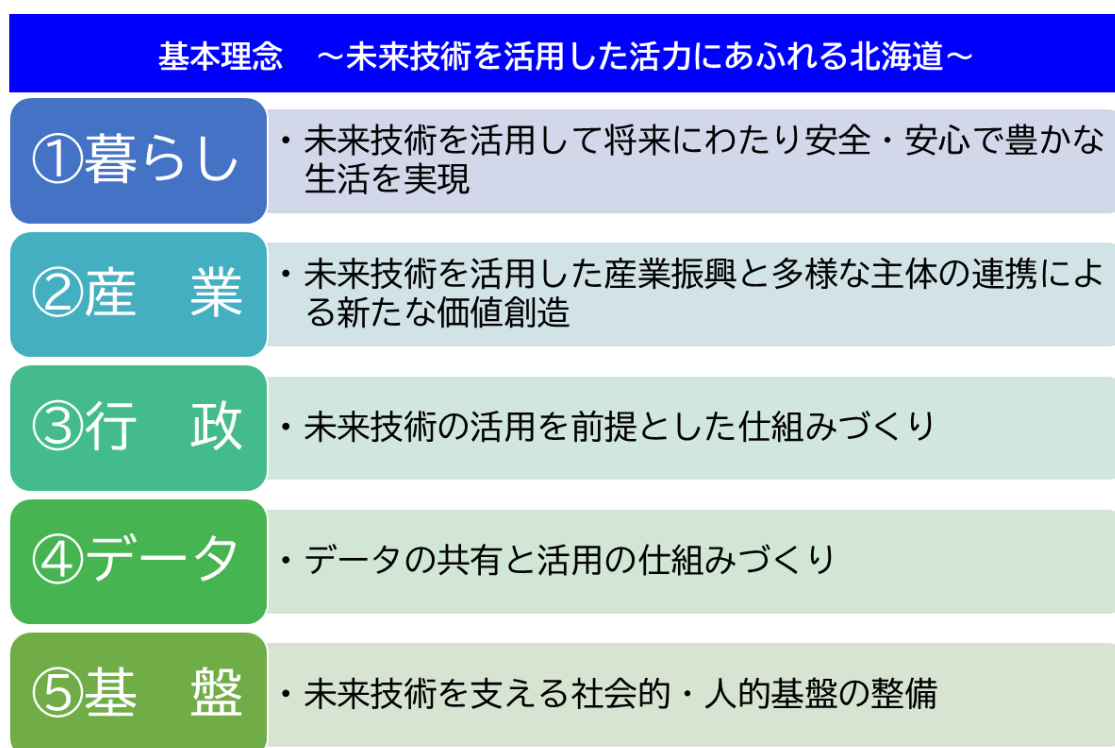 基本理念　～未来技術を活用した活力にあふれる北海道～
①暮らし
・未来技術を活用して将来にわたり安全・安心で豊かな
生活を実現
②産　業
・未来技術を活用した産業振興と多様な主体の連携によ
る新たな価値創造
③行　政
・未来技術の活用を前提とした仕組みづくり
④データ
・データの共有と活用の仕組みづくり
⑤基　盤
・未来技術を支える社会的・人的基盤の整備